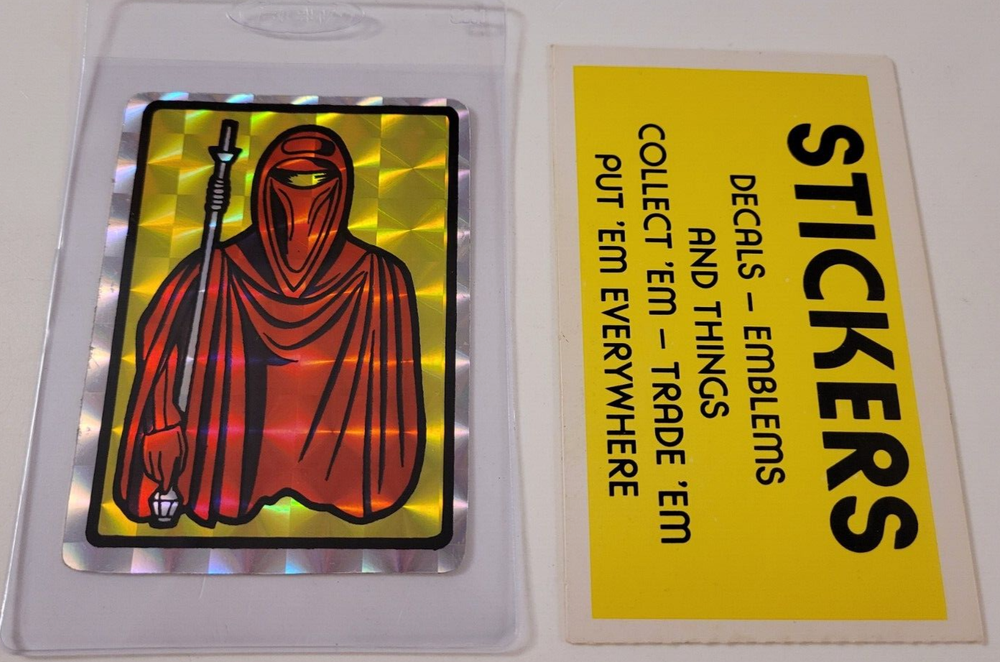 STICKERS
DECALS – EMBLEMS
AND THINGS
COLLECT 'EM – TRADE 'EM
PUT 'EM EVERYWHERE